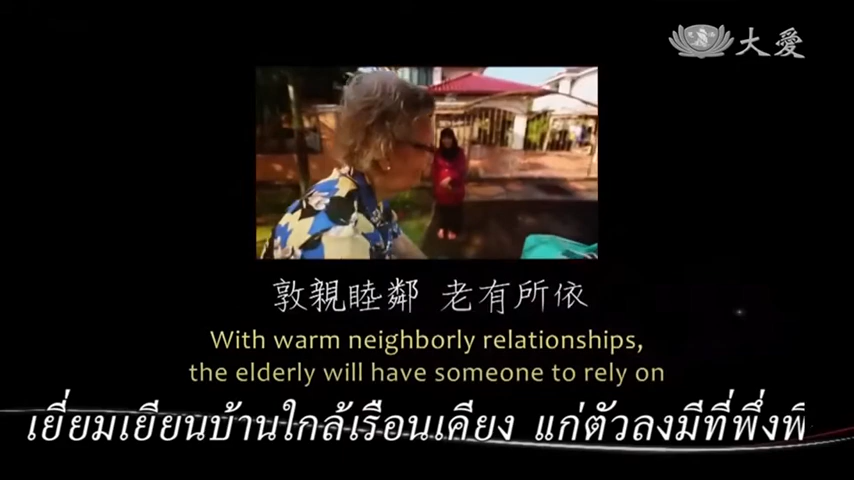 大愛
敦親睦鄰 老有所依
With warm neighborly relationships,
the elderly will have someone to rely on
เยี่ยมเยียนบ้านใกล้เรือนเคียง แก่ตัวลงมีที่พึ่งพิ